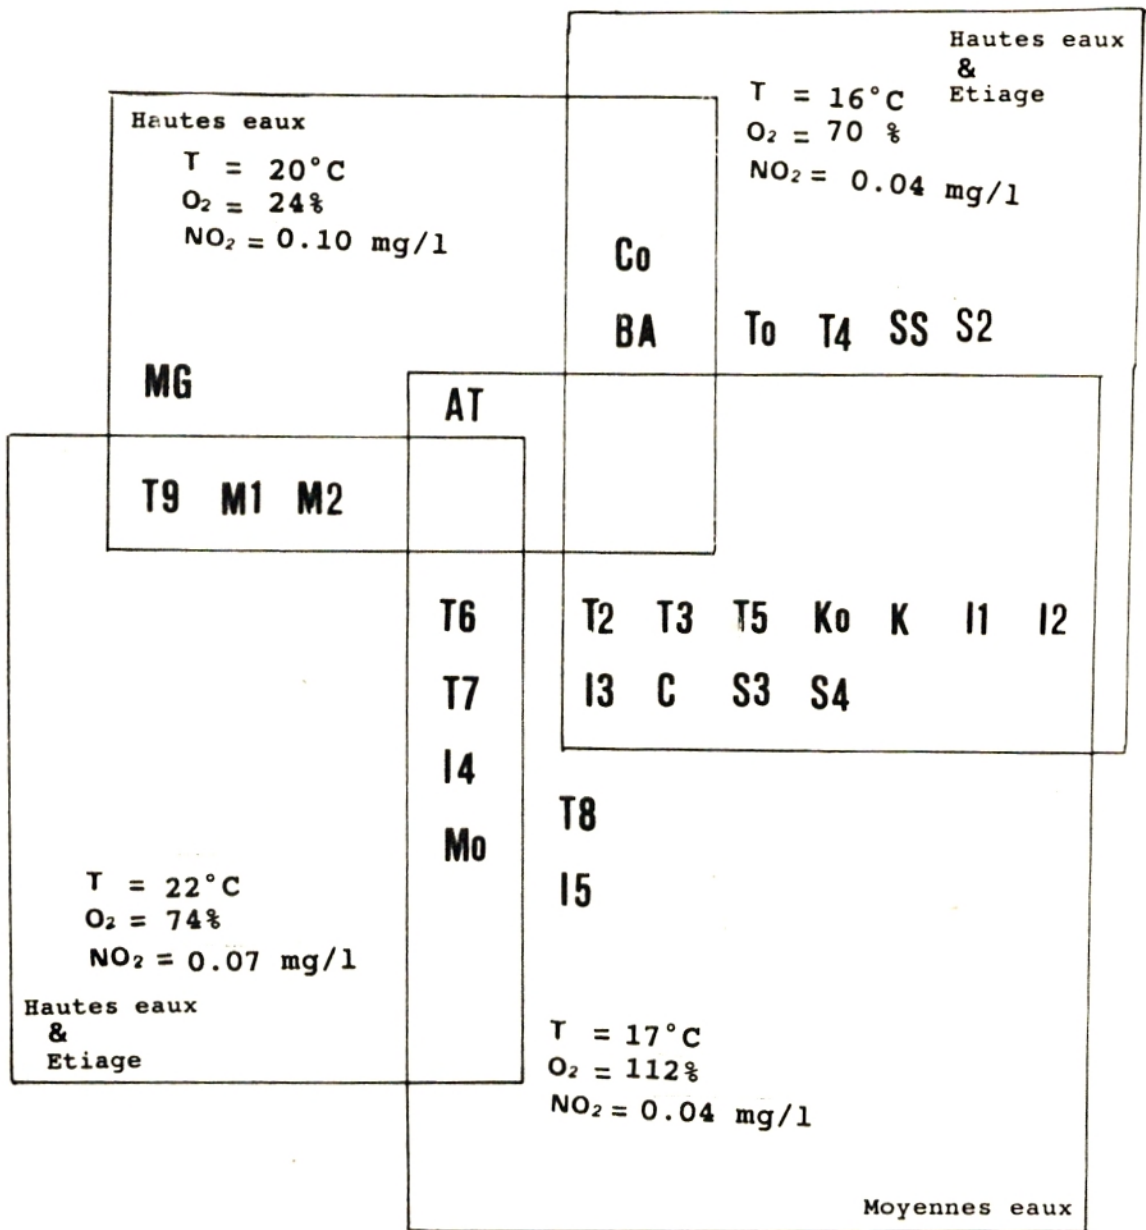 Hautes eaux
&
Etiage
T = 16°C
O₂ = 70 %
NO₂ = 0.04 mg/l
Hautes eaux
T = 20°C
O₂ = 24%
NO₂ = 0.10 mg/l
Co
BA To T4 SS S2
MG
AT
T9 M1 M2
T6 T2 T3 T5 Ko K I1 I2
T7 I3 C S3 S4
I4
T8
Mo
I5
T = 22°C
O₂ = 74%
NO₂ = 0.07 mg/l
Hautes eaux
&
Etiage
T = 17°C
O₂ = 112%
NO₂ = 0.04 mg/l
Moyennes eaux